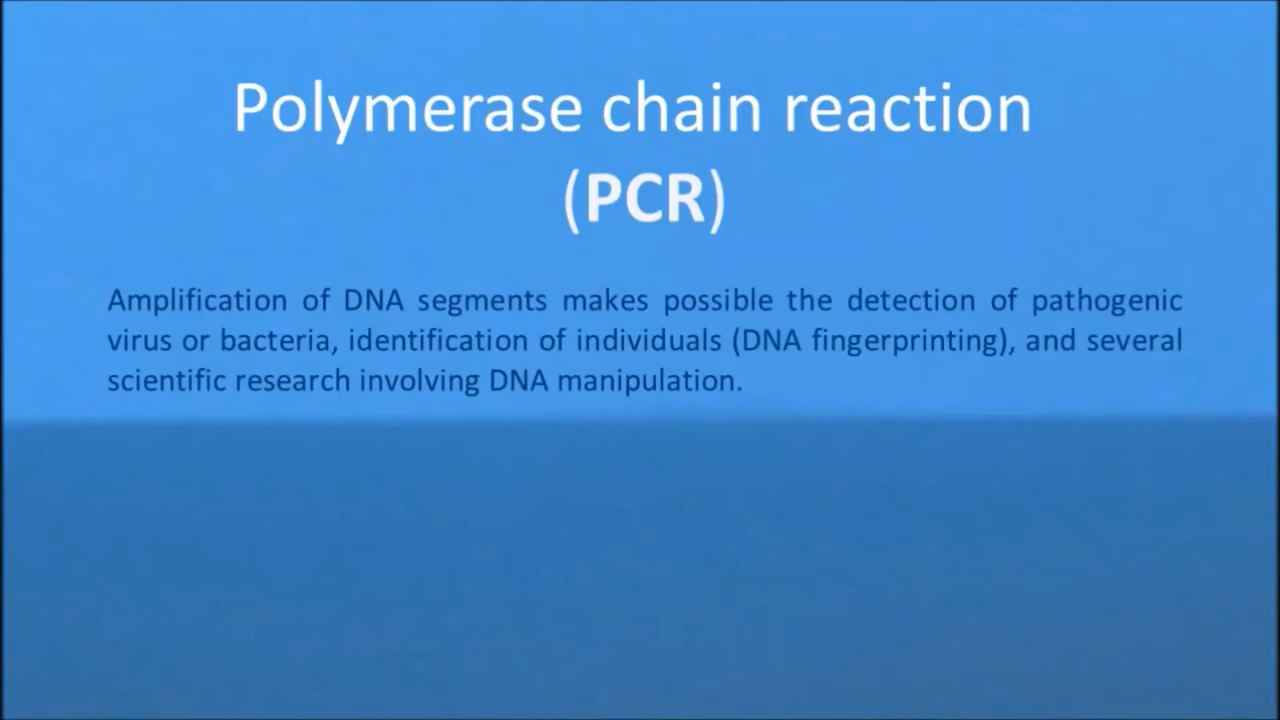 Polymerase chain reaction
(PCR)
Amplification of DNA segments makes possible the detection of pathogenic
virus or bacteria, identification of individuals (DNA fingerprinting), and several
scientific research involving DNA manipulation.